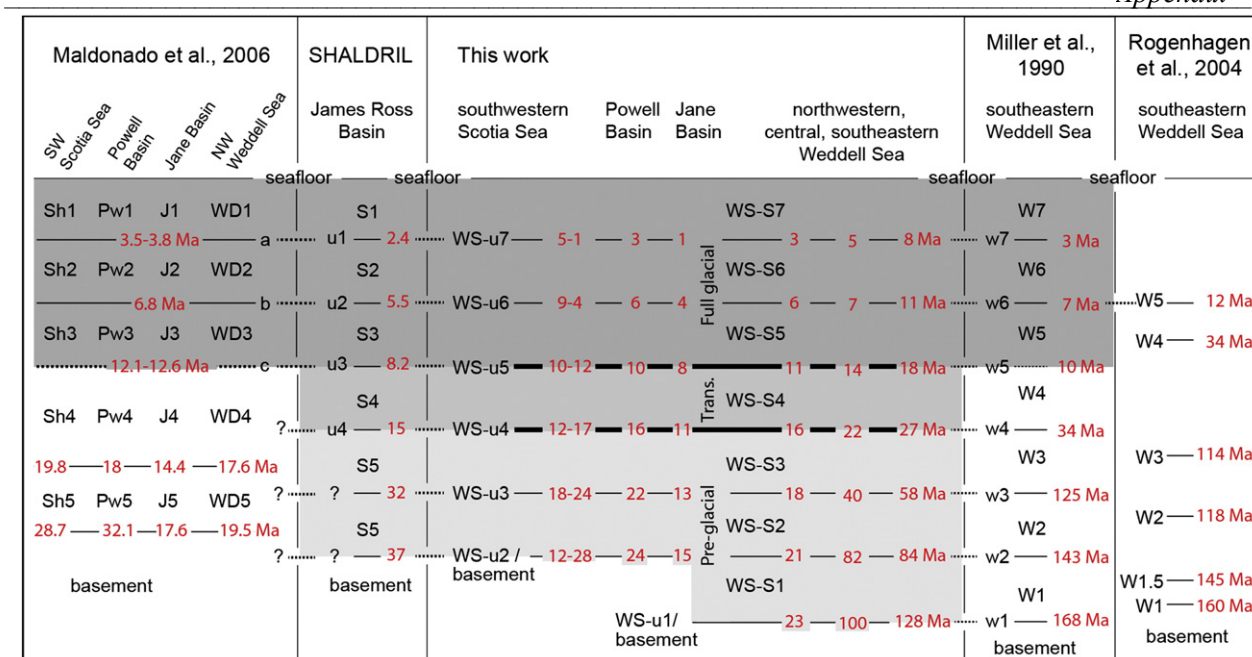 Appendix
Maldonado et al., 2006 SHALDRIL This work Miller et al., 1990 Rogenhagen et al., 2004
SW Scotia Sea Powell Basin Jane Basin NW Weddell Sea James Ross Basin southwestern Scotia Sea Powell Basin Jane Basin northwestern, central, southeastern Weddell Sea southeastern Weddell Sea southeastern Weddell Sea
seafloor seafloor seafloor seafloor
Sh1 Pw1 J1 WD1 S1 WS-S7 W7
3.5-3.8 Ma a u1 2.4 WS-u7 5-1 3 1 3 5 8 Ma w7 3 Ma
Sh2 Pw2 J2 WD2 S2 WS-S6 W6
Full glacial
6.8 Ma b u2 5.5 WS-u6 9-4 6 4 6 7 11 Ma w6 7 Ma W5 12 Ma
Sh3 Pw3 J3 WD3 S3 WS-S5 W5 W4 34 Ma
12.1-12.6 Ma c u3 8.2 WS-u5 10-12 10 8 11 14 18 Ma w5 10 Ma
Sh4 Pw4 J4 WD4 S4 WS-S4 W4
Trans.
? u4 15 WS-u4 12-17 16 11 16 22 27 Ma w4 34 Ma
19.8 18 14.4 17.6 Ma S5 WS-S3 W3 W3 114 Ma
Sh5 Pw5 J5 WD5 ? ? 32 WS-u3 18-24 22 13 18 40 58 Ma w3 125 Ma
Pre-glacial
28.7 32.1 17.6 19.5 Ma S5 WS-S2 W2 W2 118 Ma
? ? 37 WS-u2 / basement 12-28 24 15 21 82 84 Ma w2 143 Ma
basement basement WS-S1 W1 W1.5 145 Ma
W1 160 Ma
WS-u1/ basement 23 100 128 Ma w1 168 Ma
basement basement